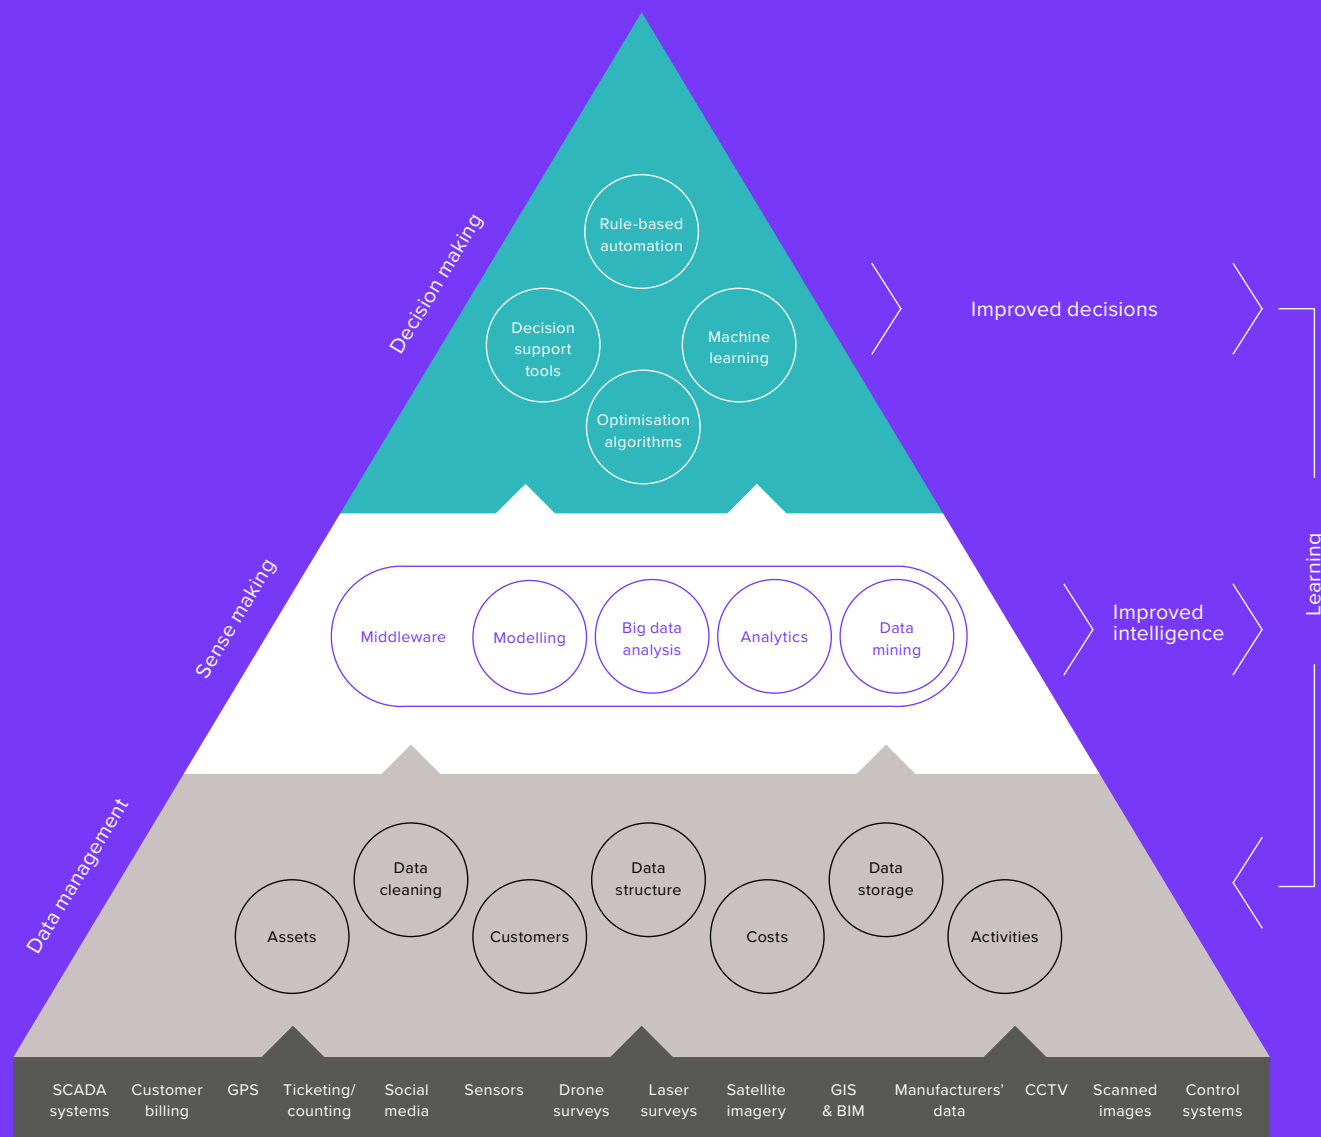 Rule-based
automation
Decision making
Decision
support
tools
Machine
learning
Optimisation
algorithms
Improved decisions
Learning
Sense making
Middleware
Modelling
Big data
analysis
Analytics
Data
mining
Improved
intelligence
Data management
Data
cleaning
Data
structure
Data
storage
Assets
Customers
Costs
Activities
SCADA
systems
Customer
billing
GPS
Ticketing/
counting
Social
media
Sensors
Drone
surveys
Laser
surveys
Satellite
imagery
GIS
& BIM
Manufacturers’
data
CCTV
Scanned
images
Control
systems